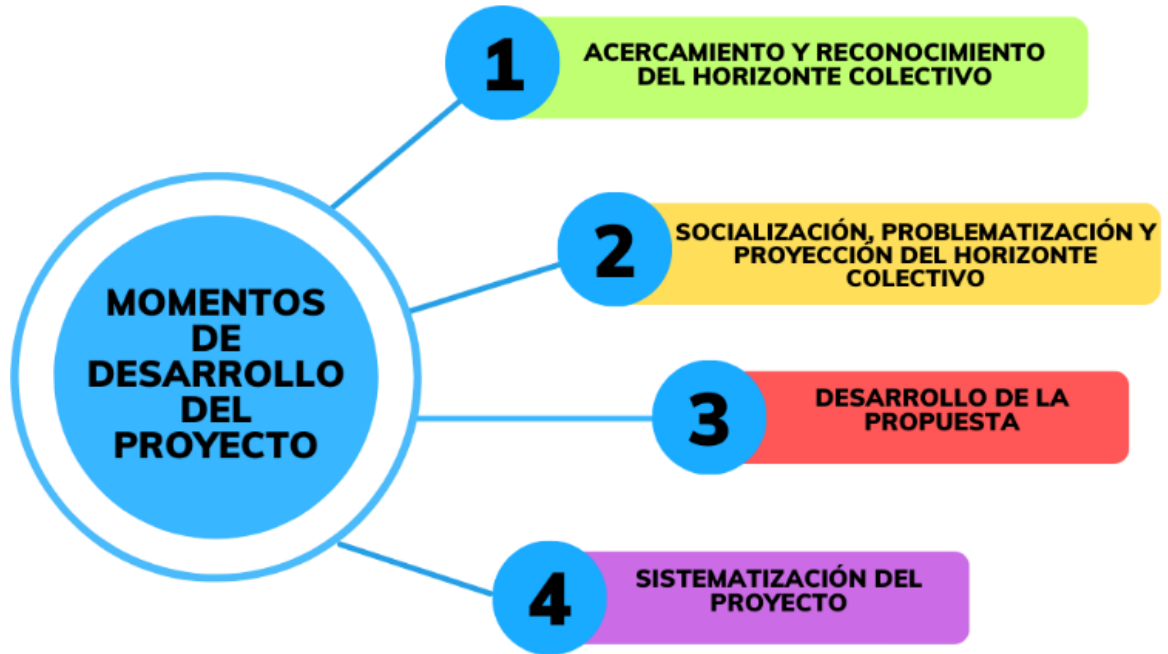 MOMENTOS
DE
DESARROLLO
DEL
PROYECTO
1
ACERCAMIENTO Y RECONOCIMIENTO
DEL HORIZONTE COLECTIVO
2
SOCIALIZACIÓN, PROBLEMATIZACIÓN Y
PROYECCIÓN DEL HORIZONTE
COLECTIVO
3
DESARROLLO DE LA
PROPUESTA
4
SISTEMATIZACIÓN DEL
PROYECTO